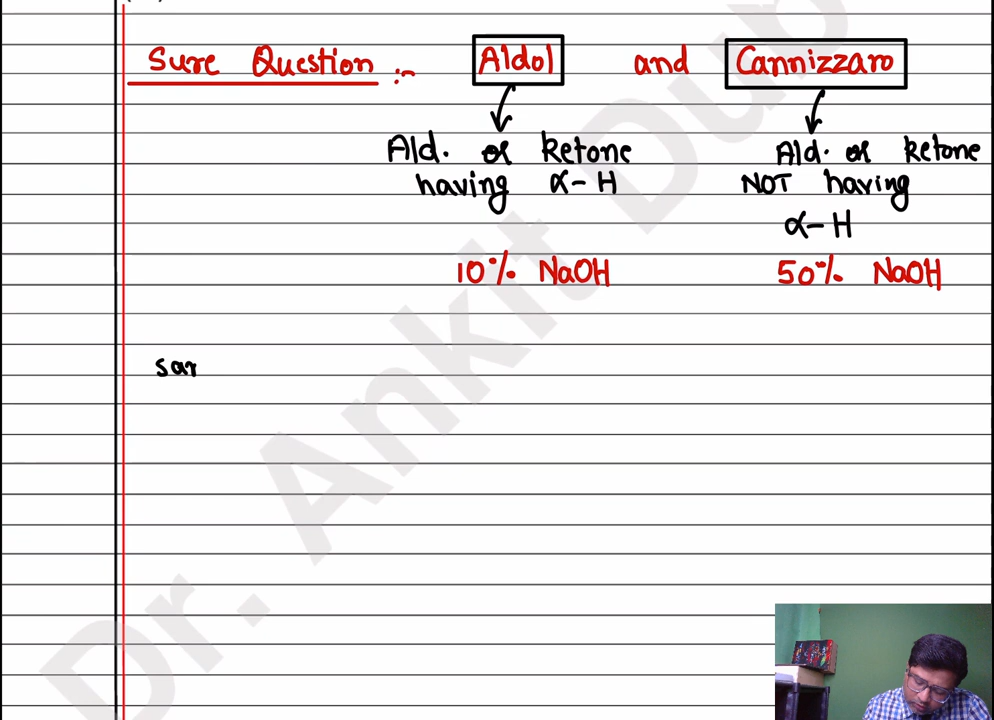 Sure Question :- Aldol and Cannizzaro
Ald. or ketone having α-H
Ald. or ketone NOT having α-H
10% NaOH 50% NaOH
sar
Dr. Ankit Dub